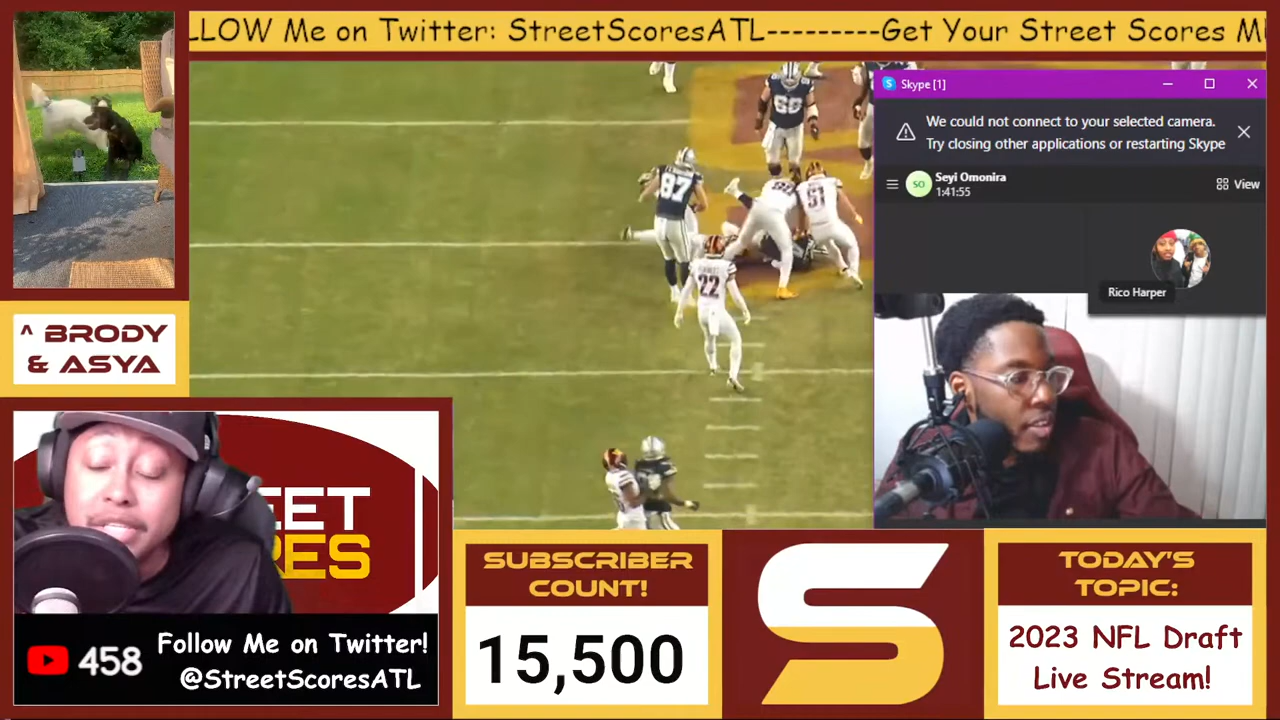 LLOW Me on Twitter: StreetScoresATL---------Get Your Street Scores M
Skype [1]
We could not connect to your selected camera.
Try closing other applications or restarting Skype
SO
Seyi Omonira
1:41:55
View
Rico Harper
87
66
51
22
^ BRODY
& ASYA
EET
RES
458
Follow Me on Twitter!
@StreetScoresATL
SUBSCRIBER
COUNT!
15,500
S
TODAY'S
TOPIC:
2023 NFL Draft
Live Stream!